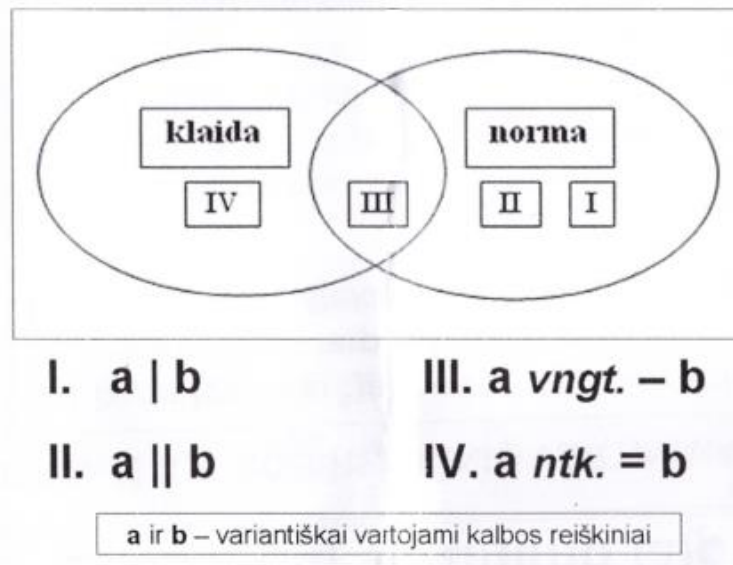 klaida norma
IV III II I
I. a | b III. a vngt. – b
II. a || b IV. a ntk. = b
a ir b – variantiškai vartojami kalbos reiškiniai